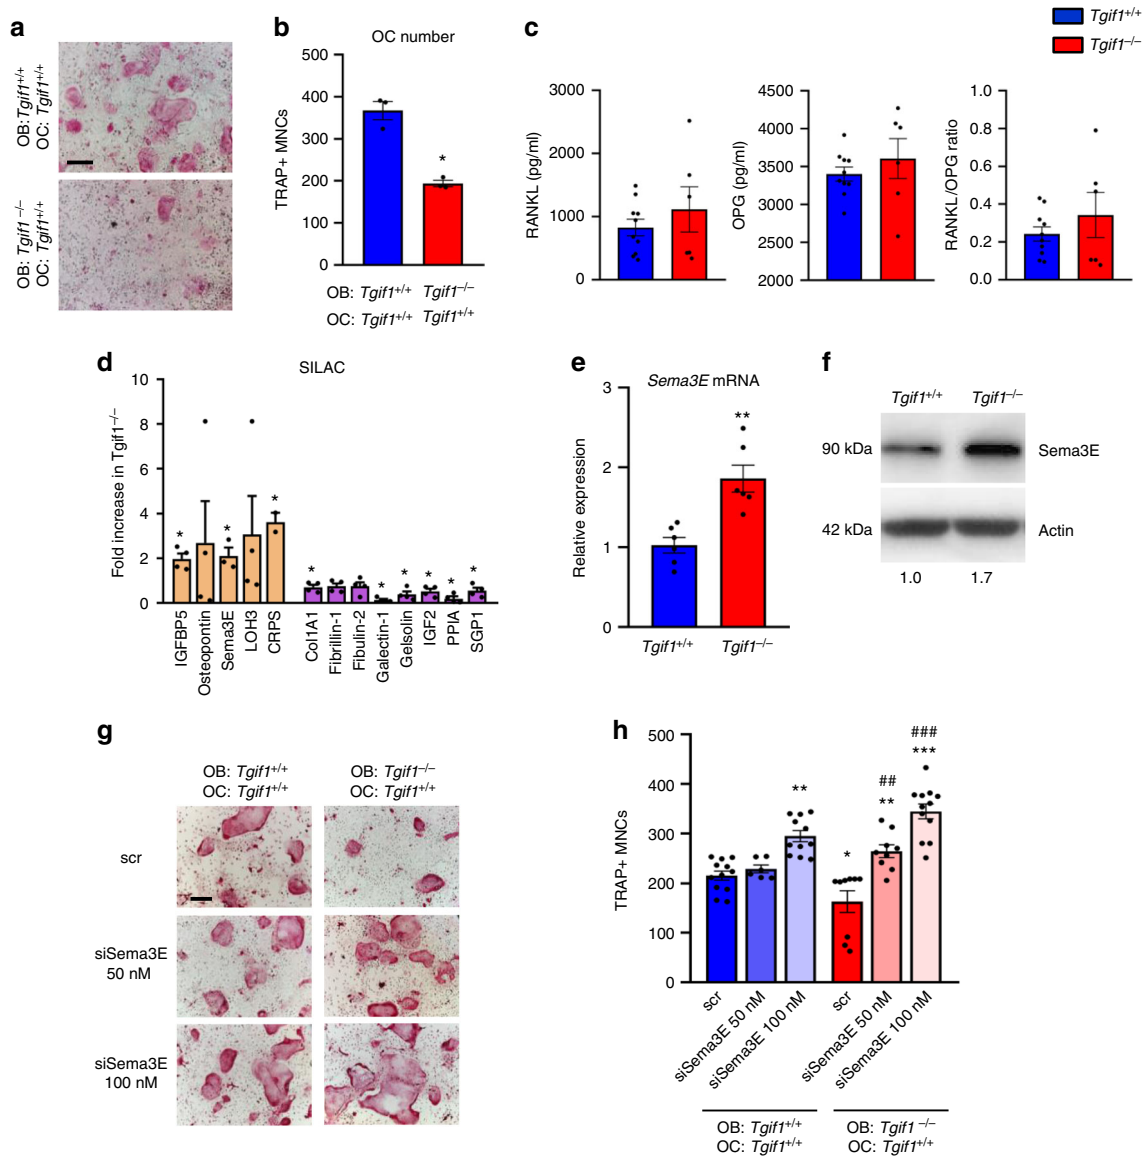 Tgif1+/+
Tgif1–/–
a
OB:Tgif1+/+
OC: Tgif1+/+
OB: Tgif1 –/–
OC: Tgif1+/+
b
OC number
TRAP+ MNCs
500
400
300
200
100
0
*
OB: Tgif1+/+ Tgif1–/–
OC: Tgif1+/+ Tgif1+/+
c
RANKL (pg/ml)
3000
2000
1000
0
OPG (pg/ml)
4500
4000
3500
3000
2500
2000
RANKL/OPG ratio
1.0
0.8
0.6
0.4
0.2
0.0
d
SILAC
Fold increase in Tgif1–/–
10
8
6
4
2
0
* * *
* * * * * *
IGFBP5
Osteopontin
Sema3E
LOH3
CRPS
Col1A1
Fibrillin-1
Fibulin-2
Galectin-1
Gelsolin
IGF2
PPIA
SGP1
e
Sema3E mRNA
Relative expression
3
2
1
0
**
Tgif1+/+ Tgif1–/–
f
Tgif1+/+ Tgif1–/–
90 kDa Sema3E
42 kDa Actin
1.0 1.7
g
OB: Tgif1+/+ OB: Tgif1–/–
OC: Tgif1+/+ OC: Tgif1+/+
scr
siSema3E
50 nM
siSema3E
100 nM
h
TRAP+ MNCs
500
400
300
200
100
0
**
*
##
**
###
***
scr
siSema3E 50 nM
siSema3E 100 nM
scr
siSema3E 50 nM
siSema3E 100 nM
OB: Tgif1+/+ OB: Tgif1 –/–
OC: Tgif1+/+ OC: Tgif1+/+